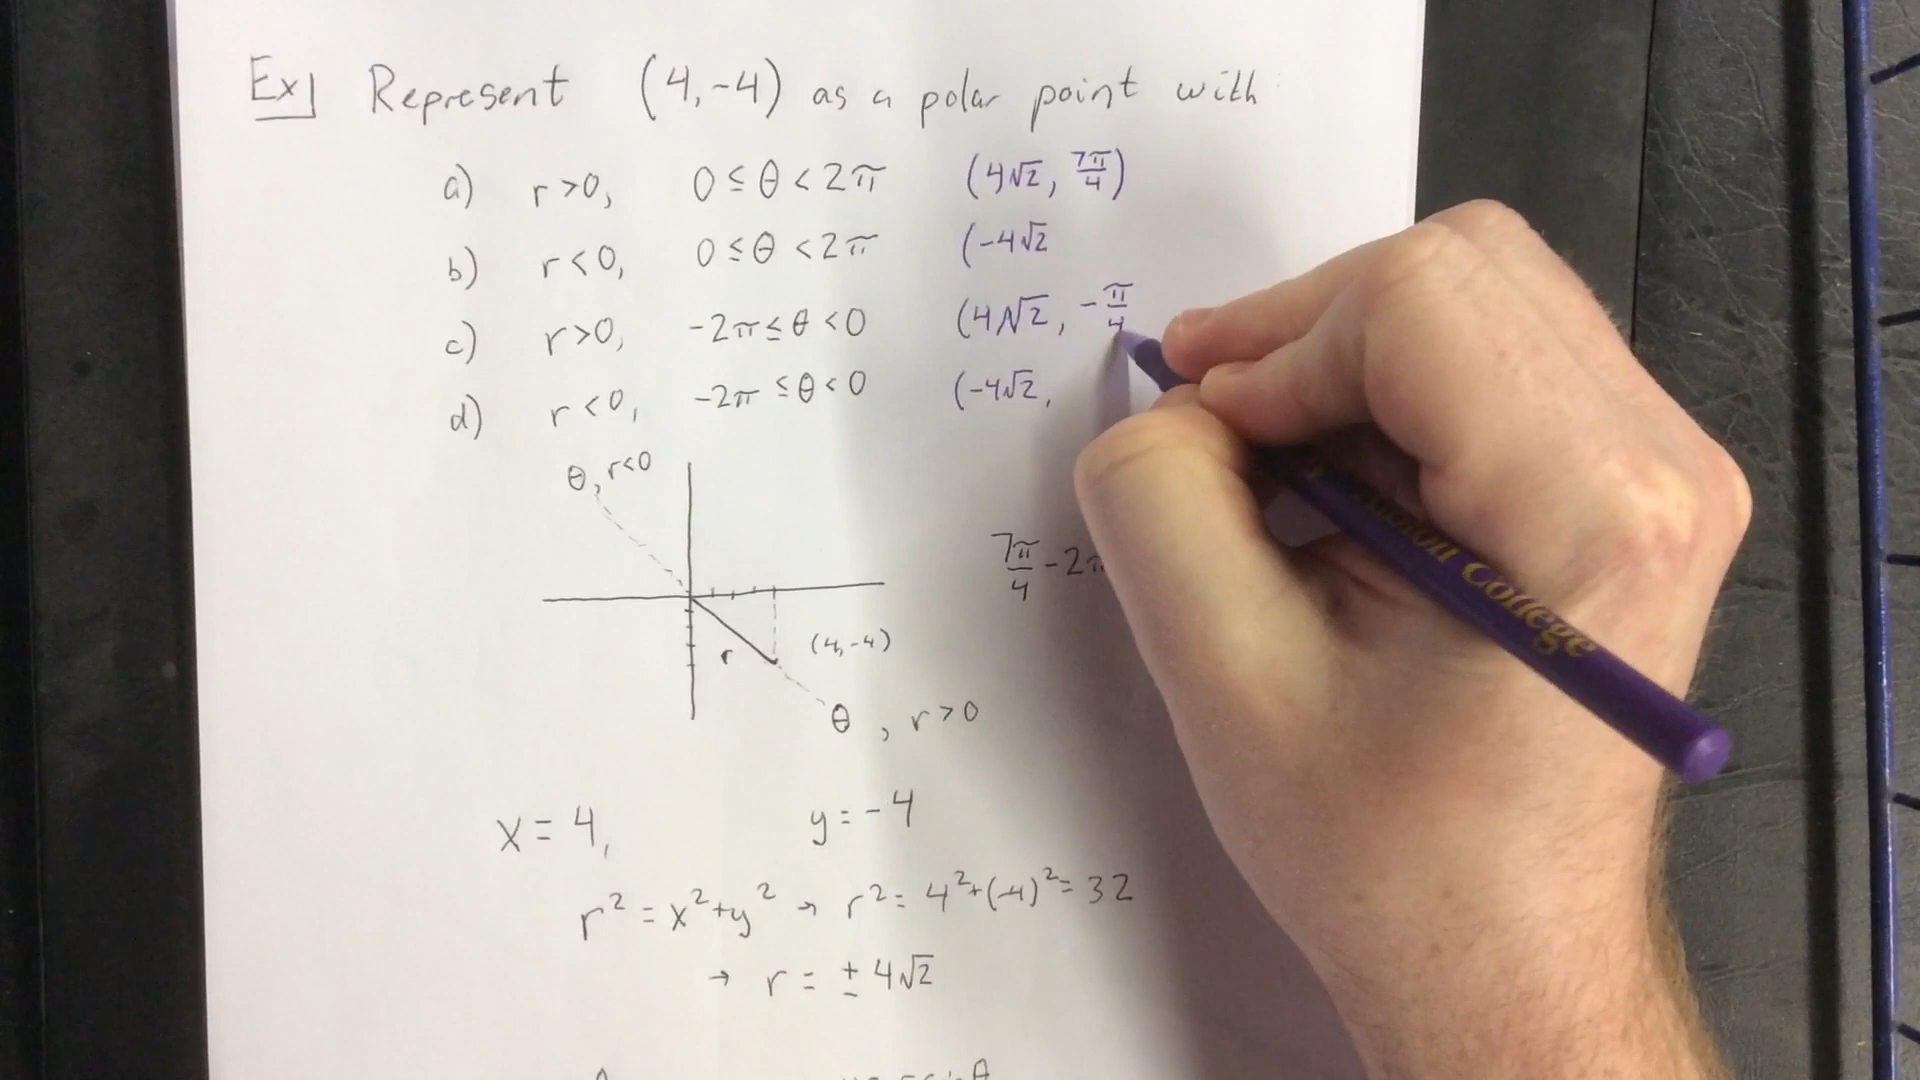 Ex] Represent (4,-4) as a polar point with
a) r>0, 0≤θ<2π (4√2, 7π/4)
b) r<0, 0≤θ<2π (-4√2
c) r>0, -2π≤θ<0 (4√2, -π/4
d) r<0, -2π≤θ<0 (-4√2,
θ, r<0
7π/4-2π
(4,-4)
r
θ, r>0
College
x=4, y=-4
r²=x²+y² → r²=4²+(-4)²=32
→ r=±4√2